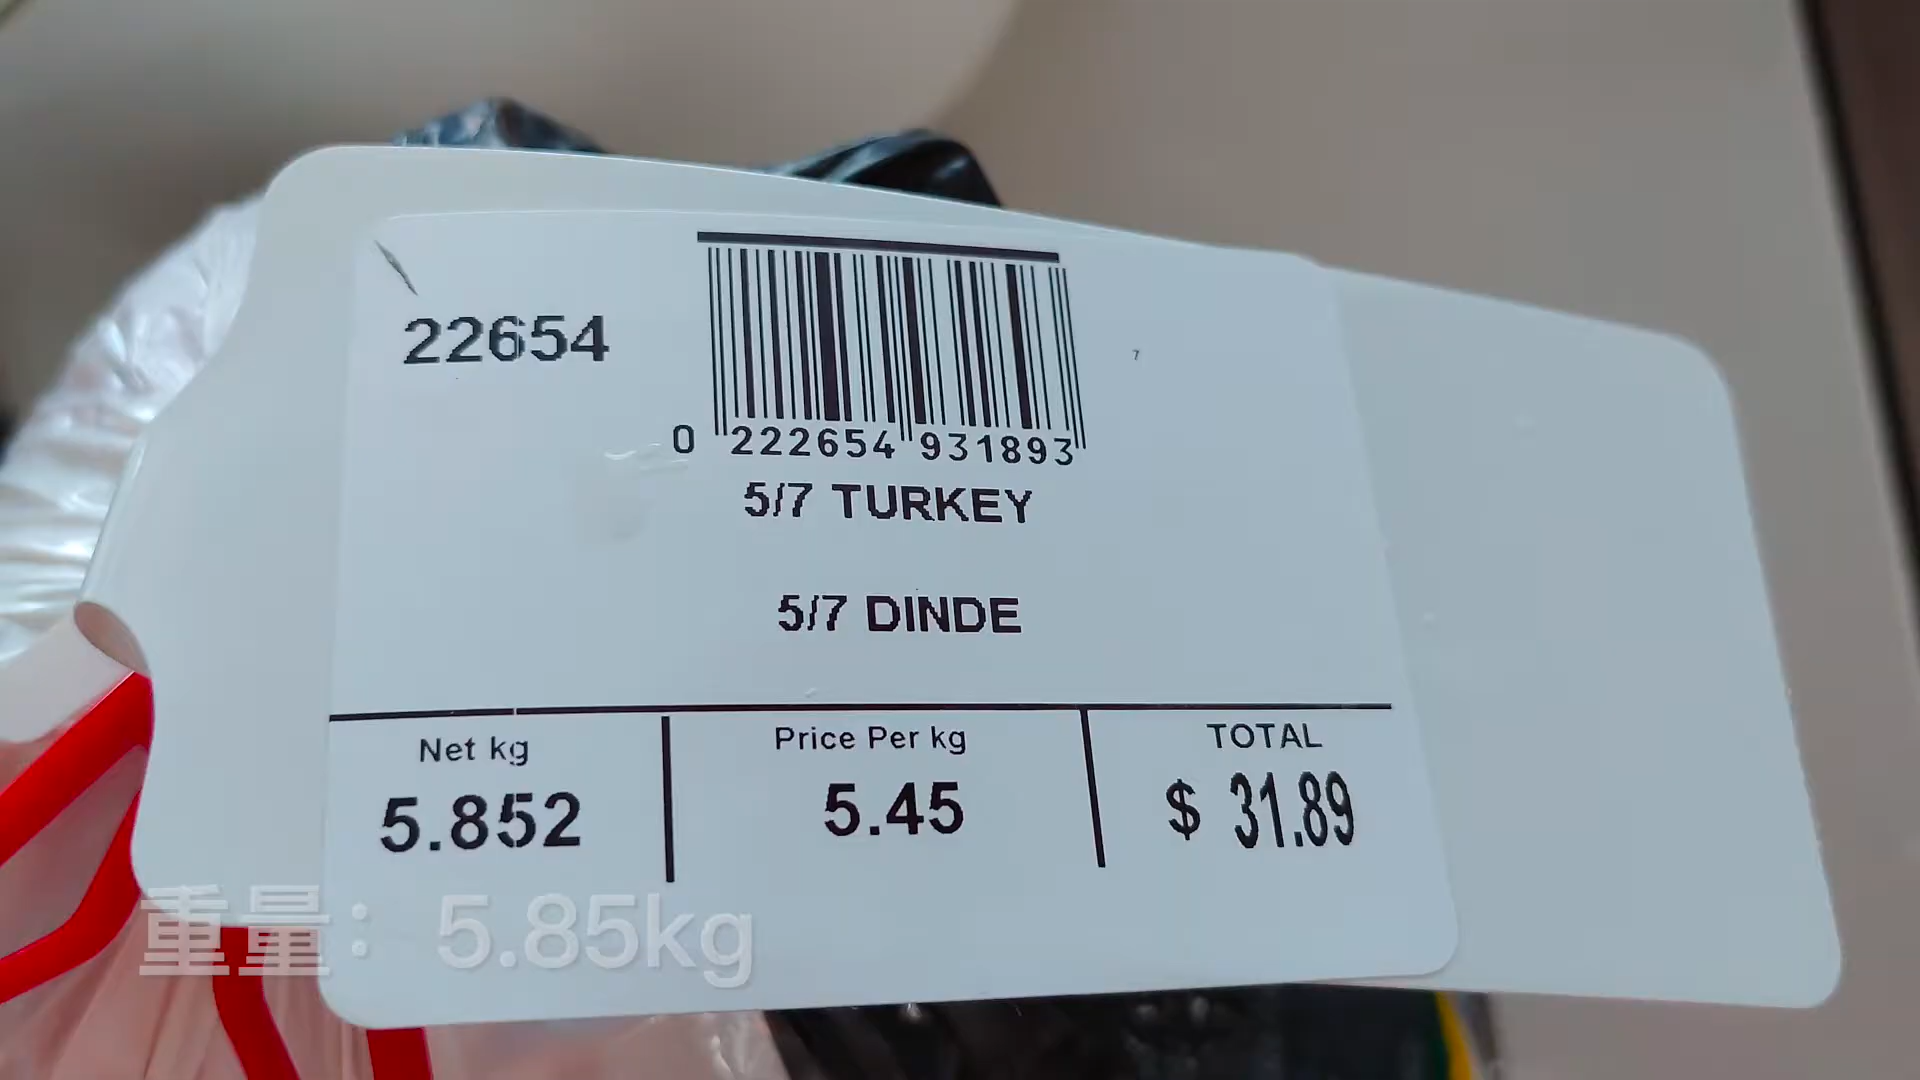 22654
0 222654 931893
7
5/7 TURKEY
5/7 DINDE
Net kg
5.852
Price Per kg
5.45
TOTAL
$ 31.89
重量：5.85kg